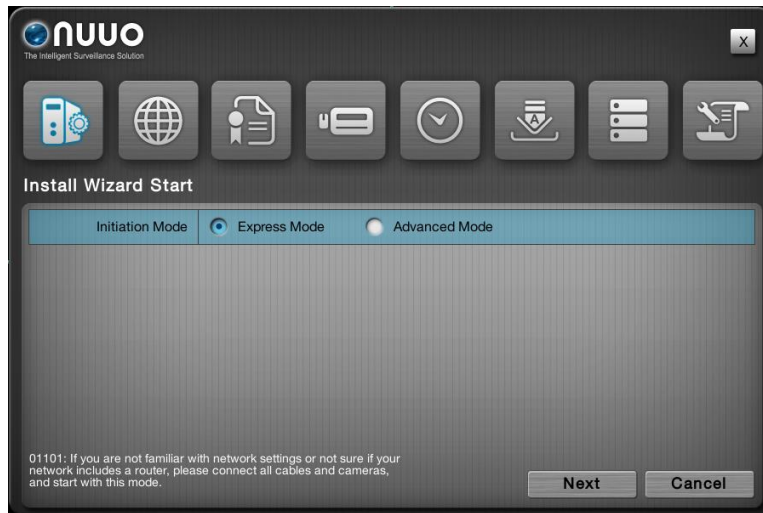 nuuo
The Intelligent Surveillance Solution
X
A
Install Wizard Start
Initiation Mode Express Mode Advanced Mode
01101: If you are not familiar with network settings or not sure if your
network includes a router, please connect all cables and cameras,
and start with this mode.
Next Cancel